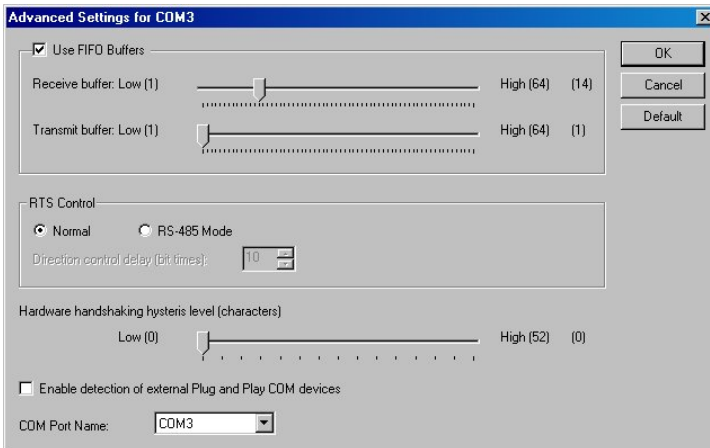 Advanced Settings for COM3
Use FIFO Buffers
OK
Receive buffer: Low (1) High (64) (14)
Cancel
Default
Transmit buffer: Low (1) High (64) (1)
RTS Control
Normal RS-485 Mode
Direction control delay (bit times): 10
Hardware handshaking hysteris level (characters)
Low (0) High (52) (0)
Enable detection of external Plug and Play COM devices
COM Port Name: COM3